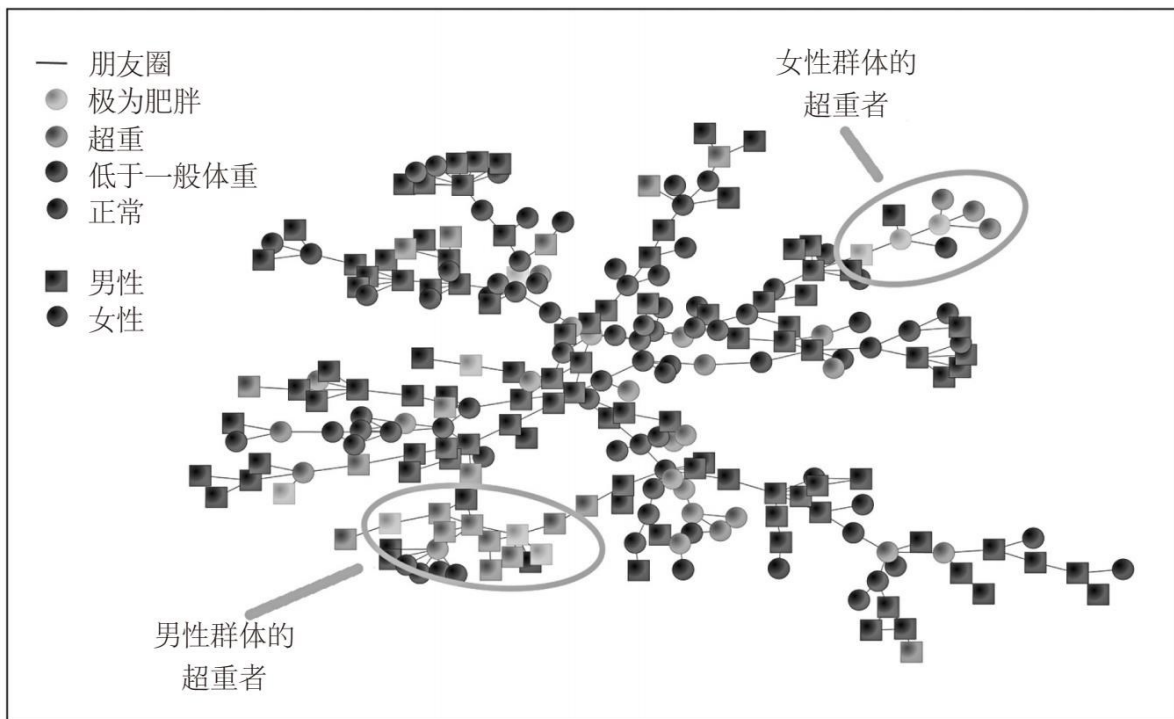 朋友圈
极为肥胖
超重
低于一般体重
正常
男性
女性
女性群体的
超重者
男性群体的
超重者